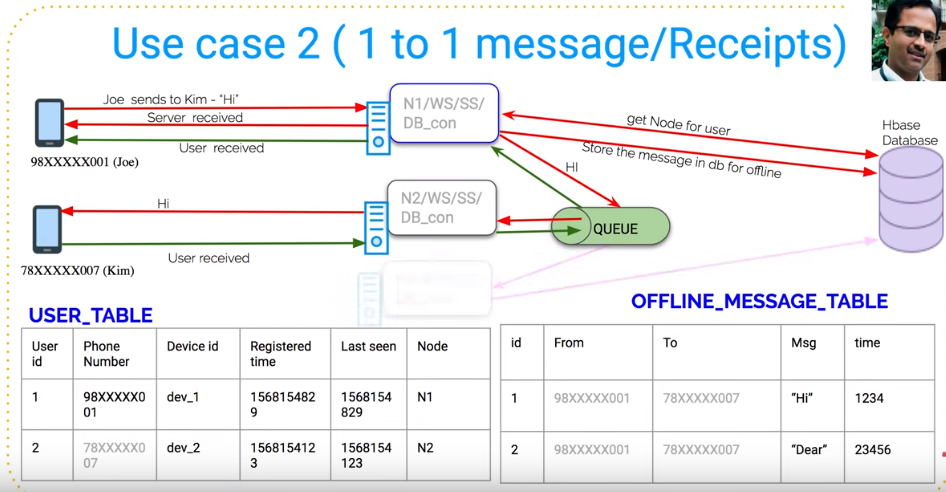 Use case 2 ( 1 to 1 message/Receipts)
Joe sends to Kim - "Hi"
Server received
User received
98XXXXX001 (Joe)
N1/WS/SS/
DB_con
get Node for user
Store the message in db for offline
Hbase
Database
HI
Hi
N2/WS/SS/
DB_con
QUEUE
User received
78XXXXX007 (Kim)
USER_TABLE
User
id
Phone
Number
Device id
Registered
time
Last seen
Node
1
98XXXXX0
01
dev_1
156815482
9
1568154
829
N1
2
78XXXXX0
07
dev_2
156815412
3
1568154
123
N2
OFFLINE_MESSAGE_TABLE
id
From
To
Msg
time
1
98XXXXX001
78XXXXX007
"Hi"
1234
2
98XXXXX001
78XXXXX007
"Dear"
23456